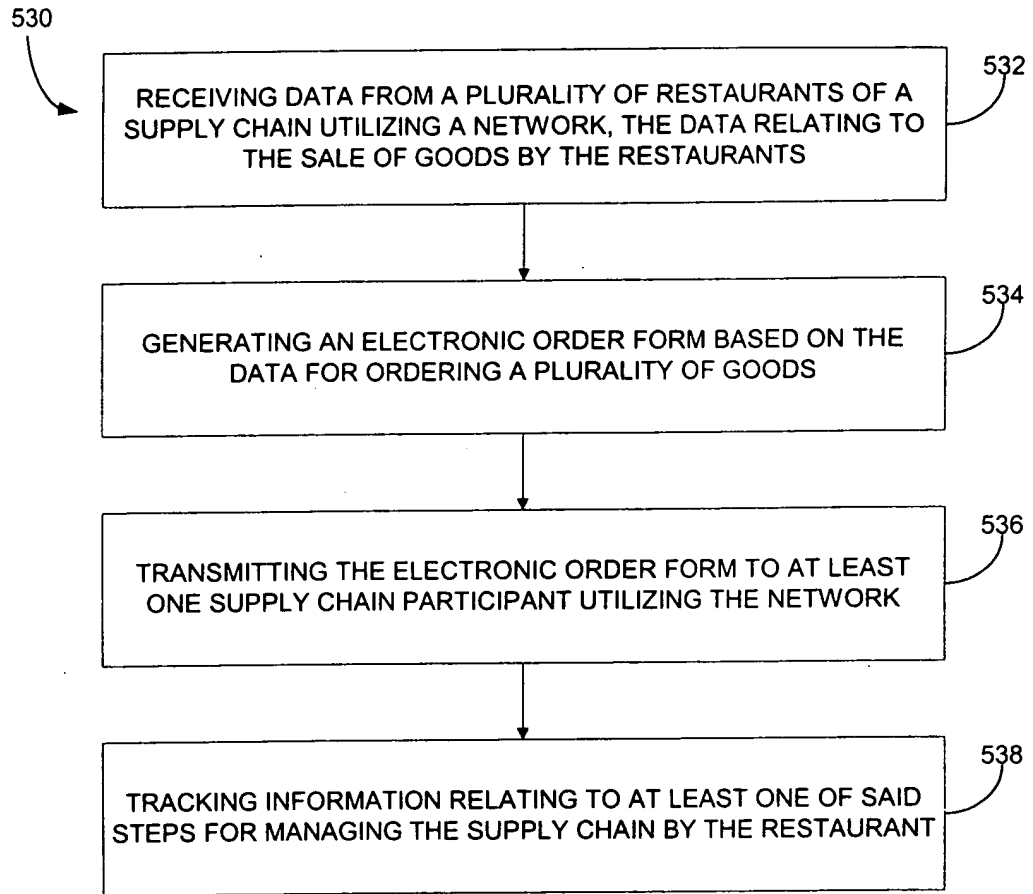 530
532
RECEIVING DATA FROM A PLURALITY OF RESTAURANTS OF A
SUPPLY CHAIN UTILIZING A NETWORK, THE DATA RELATING TO
THE SALE OF GOODS BY THE RESTAURANTS
534
GENERATING AN ELECTRONIC ORDER FORM BASED ON THE
DATA FOR ORDERING A PLURALITY OF GOODS
536
TRANSMITTING THE ELECTRONIC ORDER FORM TO AT LEAST
ONE SUPPLY CHAIN PARTICIPANT UTILIZING THE NETWORK
538
TRACKING INFORMATION RELATING TO AT LEAST ONE OF SAID
STEPS FOR MANAGING THE SUPPLY CHAIN BY THE RESTAURANT